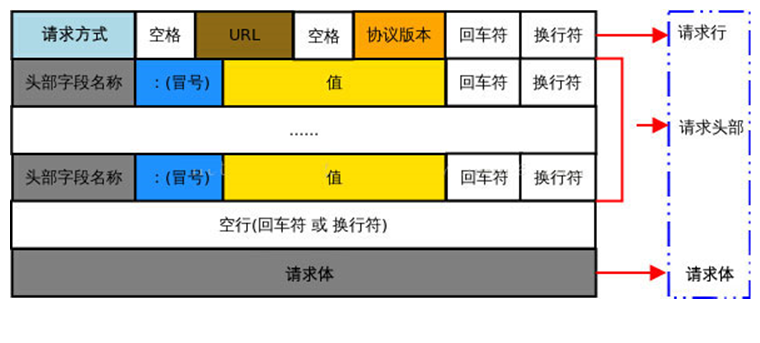 请求方式 空格 URL 空格 协议版本 回车符 换行符 请求行
头部字段名称 :(冒号) 值 回车符 换行符
...... 请求头部
头部字段名称 :(冒号) 值 回车符 换行符
空行(回车符 或 换行符)
请求体 请求体